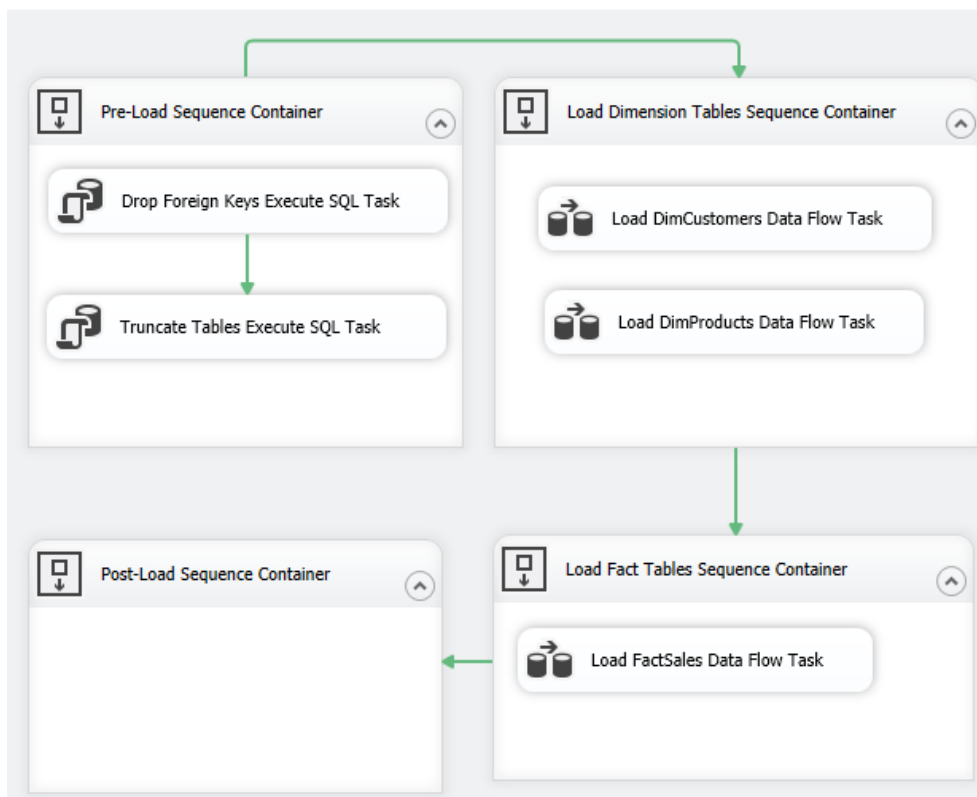 Pre-Load Sequence Container
Drop Foreign Keys Execute SQL Task
Truncate Tables Execute SQL Task
Load Dimension Tables Sequence Container
Load DimCustomers Data Flow Task
Load DimProducts Data Flow Task
Post-Load Sequence Container
Load Fact Tables Sequence Container
Load FactSales Data Flow Task